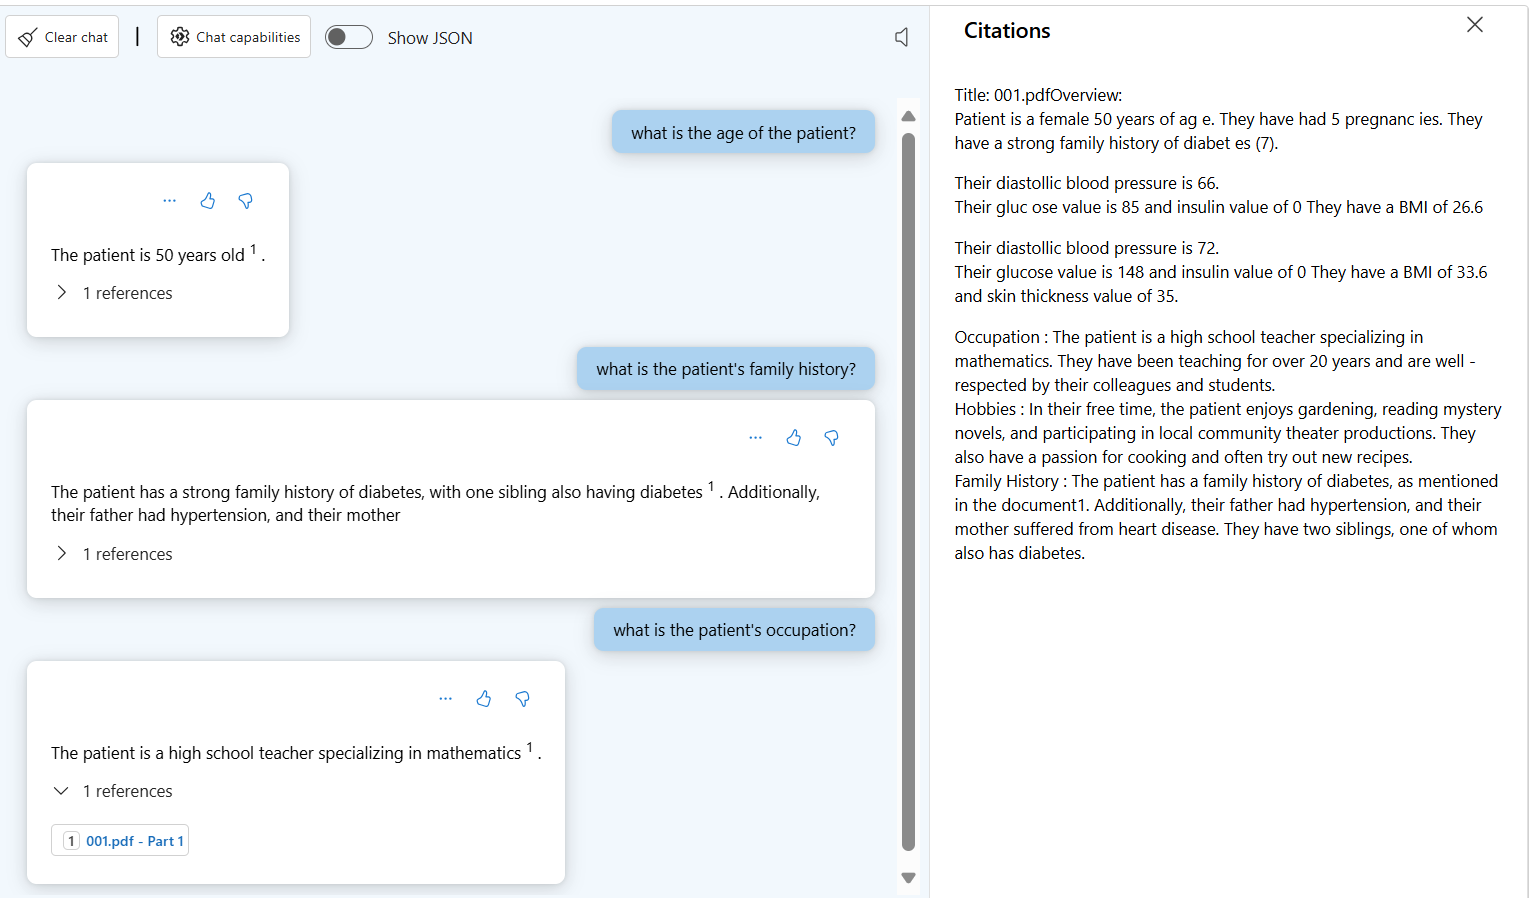 Clear chat
|
Chat capabilities
Show JSON
what is the age of the patient?
...
The patient is 50 years old 1 .
1 references
what is the patient's family history?
...
The patient has a strong family history of diabetes, with one sibling also having diabetes 1 . Additionally,
their father had hypertension, and their mother
1 references
what is the patient's occupation?
...
The patient is a high school teacher specializing in mathematics 1 .
1 references
1 001.pdf - Part 1
Citations
Title: 001.pdfOverview:
Patient is a female 50 years of ag e. They have had 5 pregnanc ies. They
have a strong family history of diabet es (7).
Their diastollic blood pressure is 66.
Their gluc ose value is 85 and insulin value of 0 They have a BMI of 26.6
Their diastollic blood pressure is 72.
Their glucose value is 148 and insulin value of 0 They have a BMI of 33.6
and skin thickness value of 35.
Occupation : The patient is a high school teacher specializing in
mathematics. They have been teaching for over 20 years and are well -
respected by their colleagues and students.
Hobbies : In their free time, the patient enjoys gardening, reading mystery
novels, and participating in local community theater productions. They
also have a passion for cooking and often try out new recipes.
Family History : The patient has a family history of diabetes, as mentioned
in the document1. Additionally, their father had hypertension, and their
mother suffered from heart disease. They have two siblings, one of whom
also has diabetes.